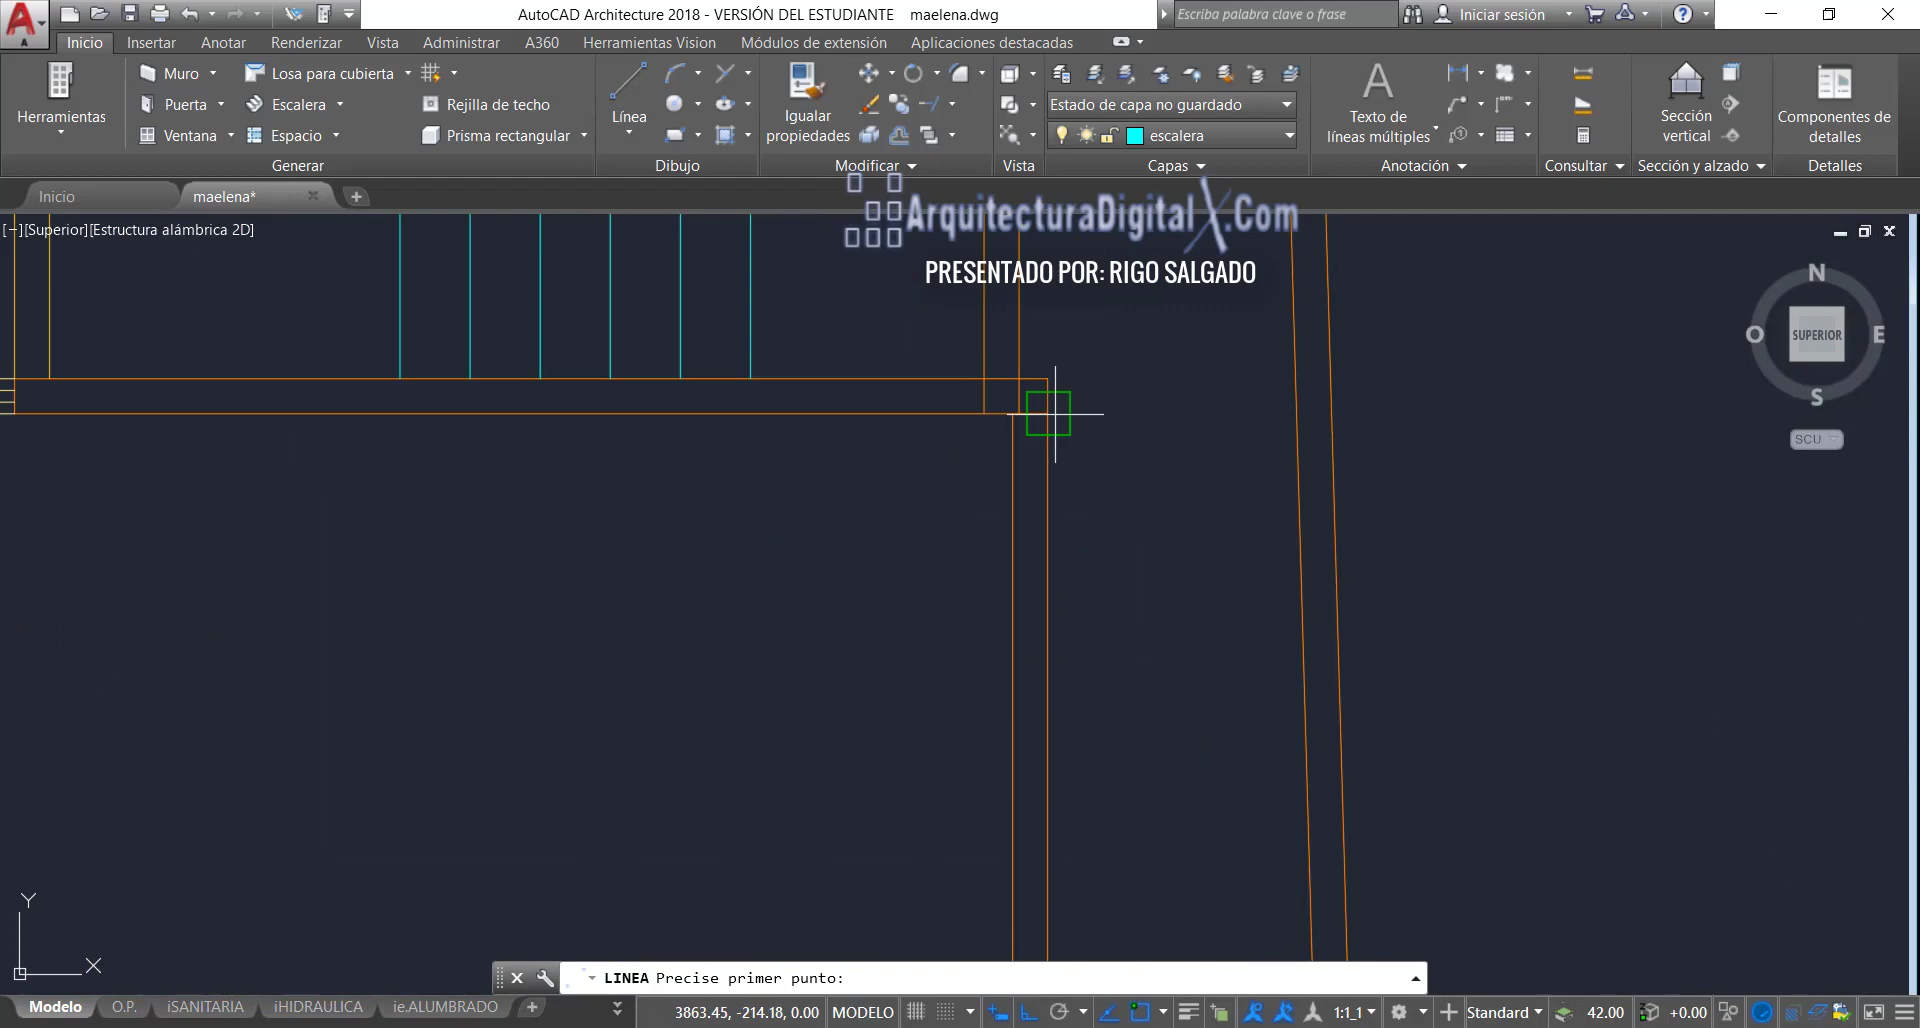 AutoCAD Architecture 2018 - VERSIÓN DEL ESTUDIANTE maelena.dwg
Escriba palabra clave o frase
Iniciar sesión
Inicio Insertar Anotar Renderizar Vista Administrar A360 Herramientas Vision Módulos de extensión Aplicaciones destacadas
Herramientas
Muro
Puerta
Ventana
Losa para cubierta
Escalera
Espacio
Rejilla de techo
Prisma rectangular
Generar
Línea
Dibujo
Igualar
propiedades
Modificar
Vista
Estado de capa no guardado
escalera
Capas
Texto de
líneas múltiples
Anotación
Consultar
Sección
vertical
Sección y alzado
Componentes de
detalles
Detalles
Inicio
maelena*
ArquitecturaDigitalX.Com
PRESENTADO POR: RIGO SALGADO
[−][Superior][Estructura alámbrica 2D]
N
O
SUPERIOR
E
S
SCU
Y
X
LINEA Precise primer punto:
Modelo O.P. iSANITARIA iHIDRAULICA ie.ALUMBRADO
3863.45, -214.18, 0.00 MODELO
1:1_1
Standard
42.00
+0.00